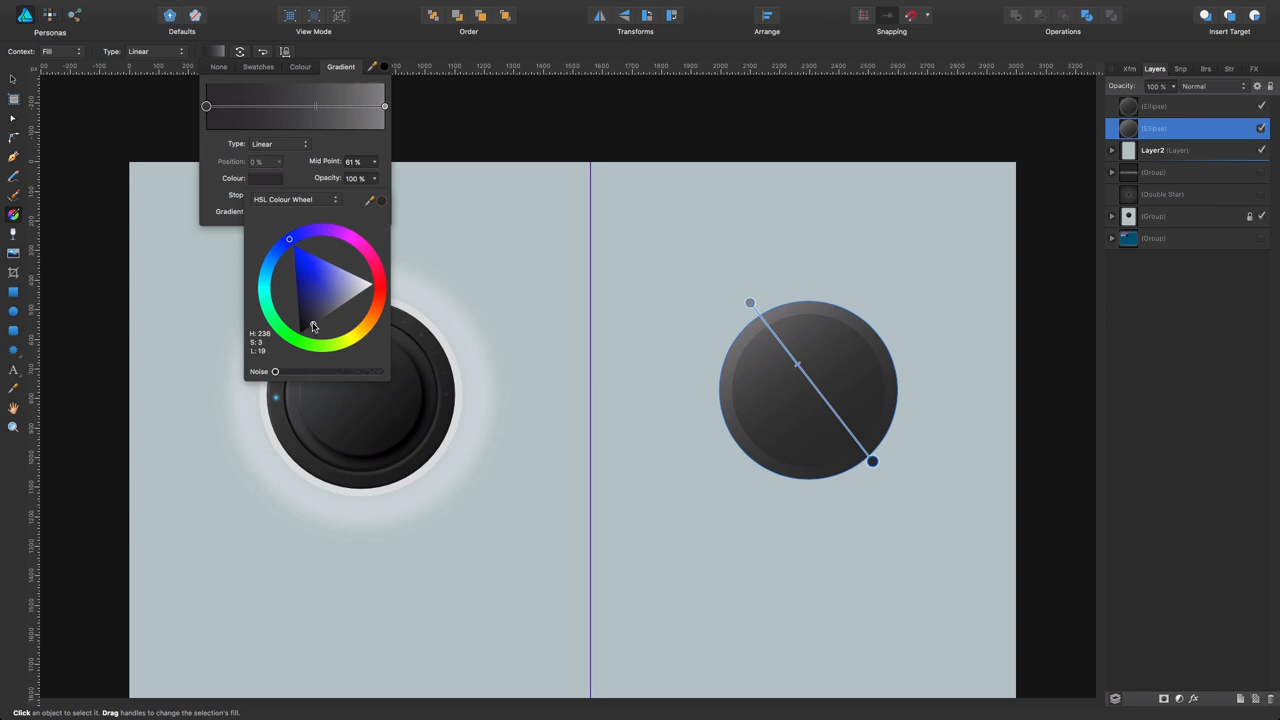 Personas
Defaults
View Mode
Order
Transforms
Arrange
Snapping
Operations
Insert Target
Context: Fill
Type: Linear
None
Swatches
Colour
Gradient
px
Xfm
Layers
Snp
Brs
Str
FX
Opacity: 100 %
Normal
(Ellipse)
(Ellipse)
Layer2 (Layer)
(Group)
(Double Star)
(Group)
(Group)
Type: Linear
Position: 0 %
Mid Point: 61 %
Colour:
Opacity: 100 %
Stop
Gradient
HSL Colour Wheel
H: 236
S: 3
L: 19
Noise
Click an object to select it. Drag handles to change the selection's fill.